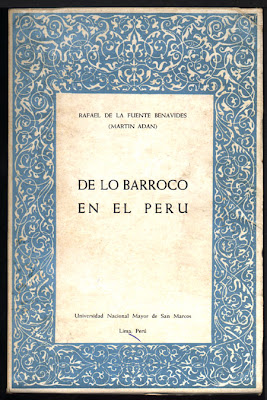 RAFAEL DE LA FUENTE BENAVIDES
(MARTIN ADAN)
DE LO BARROCO
EN EL PERU
Universidad Nacional Mayor de San Marcos
Lima, Perú